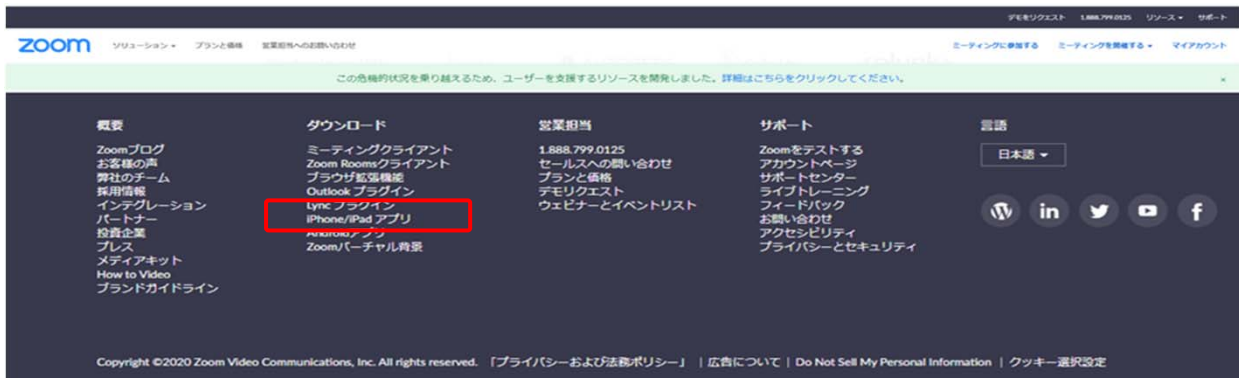 デモをリクエスト 1.888.799.0125 リソース サポート
zoom ソリューション プランと価格 営業担当へのお問い合わせ ミーティングに参加する ミーティングを開催する マイアカウント
この危機的状況を乗り越えるため、ユーザーを支援するリソースを開発しました。詳細はこちらをクリックしてください。 ×
概要
Zoomブログ
お客様の声
弊社のチーム
採用情報
インテグレーション
パートナー
投資企業
プレス
メディアキット
How to Video
ブランドガイドライン
ダウンロード
ミーティングクライアント
Zoom Roomsクライアント
ブラウザ拡張機能
Outlook プラグイン
Lync プラグイン
iPhone/iPad アプリ
Androidアプリ
Zoomバーチャル背景
営業担当
1.888.799.0125
セールスへの問い合わせ
プランと価格
デモリクエスト
ウェビナーとイベントリスト
サポート
Zoomをテストする
アカウントページ
サポートセンター
ライブトレーニング
フィードバック
お問い合わせ
アクセシビリティ
プライバシーとセキュリティ
言語
日本語
Copyright ©2020 Zoom Video Communications, Inc. All rights reserved. 「プライバシーおよび法務ポリシー」 | 広告について | Do Not Sell My Personal Information | クッキー選択設定